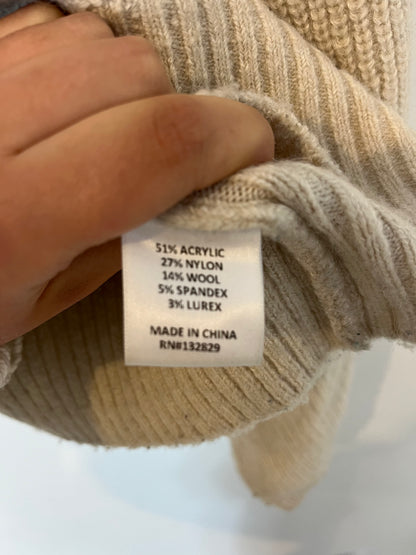 51% ACRYLIC
27% NYLON
14% WOOL
5% SPANDEX
3% LUREX
MADE IN CHINA
RN#132829